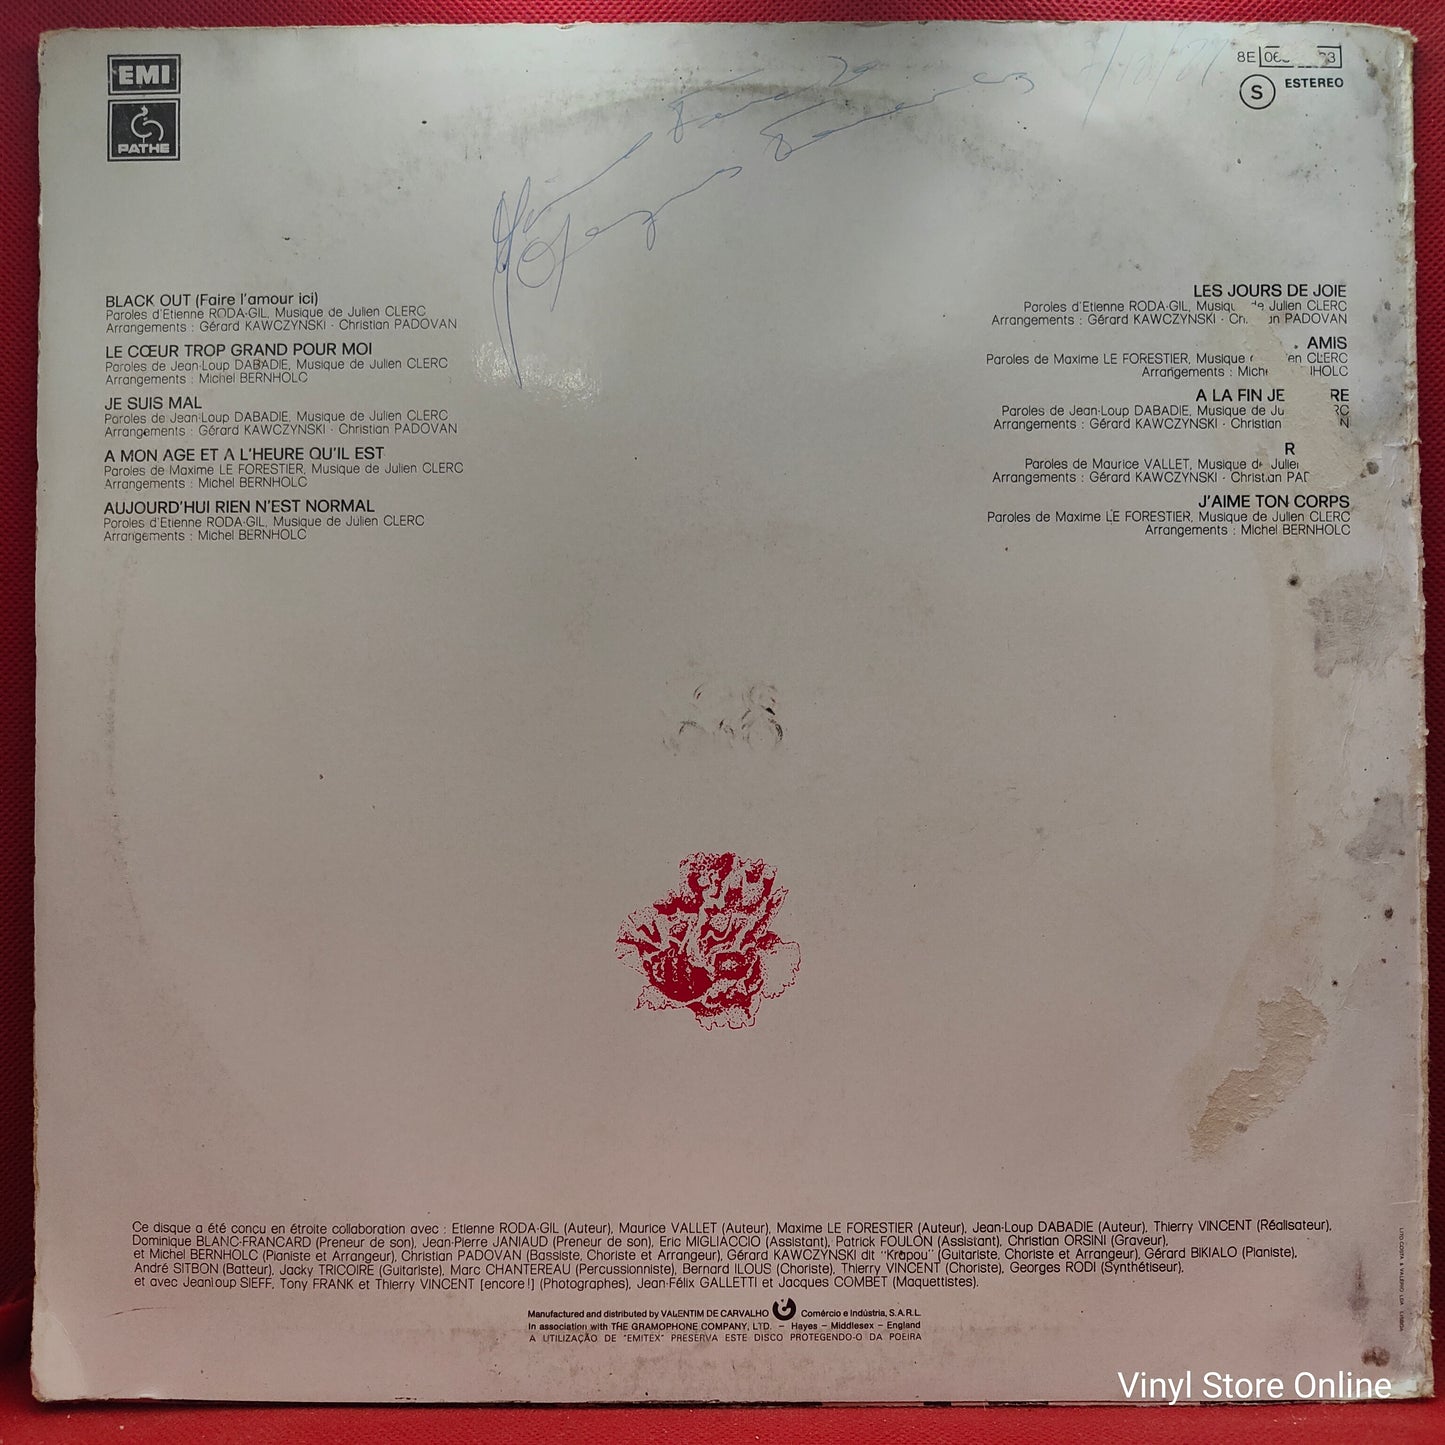 EMI
PATHE
8E
S ESTEREO
BLACK OUT (Faire l'amour ici)
Paroles d'Etienne RODA-GIL, Musique de Julien CLERC
Arrangements : Gérard KAWCZYNSKI - Christian PADOVAN
LE CŒUR TROP GRAND POUR MOI
Paroles de Jean-Loup DABADIE, Musique de Julien CLERC
Arrangements : Michel BERNHOLC
JE SUIS MAL
Paroles de Jean-Loup DABADIE, Musique de Julien CLERC
Arrangements : Gérard KAWCZYNSKI - Christian PADOVAN
A MON AGE ET A L'HEURE QU'IL EST
Paroles de Maxime LE FORESTIER, Musique de Julien CLERC
Arrangements : Michel BERNHOLC
AUJOURD'HUI RIEN N'EST NORMAL
Paroles d'Etienne RODA-GIL, Musique de Julien CLERC
Arrangements : Michel BERNHOLC
LES JOURS DE JOIE
Paroles d'Etienne RODA-GIL, Musique de Julien CLERC
Arrangements : Gérard KAWCZYNSKI - PADOVAN
AMIS
Paroles de Maxime LE FORESTIER, Musique CLERC
Arrangements :
A LA FIN JE
Paroles de Jean-Loup DABADIE, Musique de
Arrangements : Gérard KAWCZYNSKI - Christian
Paroles de Maurice VALLET, Musique de
Arrangements : Gérard KAWCZYNSKI - Christian
J'AIME TON CORPS
Paroles de Maxime LE FORESTIER, Musique de Julien CLERC
Arrangements : Michel BERNHOLC
Ce disque a été conçu en étroite collaboration avec : Etienne RODA-GIL (Auteur), Maurice VALLET (Auteur), Maxime LE FORESTIER (Auteur), Jean-Loup DABADIE (Auteur), Thierry VINCENT (Réalisateur),
Dominique BLANC-FRANCARD (Preneur de son), Jean-Pierre JANIAUD (Preneur de son), Eric MIGLIACCIO (Assistant), Patrick FOULON (Assistant), Christian ORSINI (Graveur),
et Michel BERNHOLC (Pianiste et Arrangeur), Christian PADOVAN (Bassiste, Choriste et Arrangeur), Gérard KAWCZYNSKI dit "Krapou" (Guitariste, Choriste et Arrangeur), Gérard BIKIALO (Pianiste),
André SITBON (Batteur), Jacky TRICOIRE (Guitariste), Marc CHANTEREAU (Percussionniste), Bernard ILOUS (Choriste), Thierry VINCENT (Choriste), Georges RODI (Synthétiseur),
et avec Jeanloup SIEFF, Tony FRANK et Thierry VINCENT [encore !] (Photographes), Jean-Félix GALLETTI et Jacques COMBET (Maquettistes).
Manufactured and distributed by VALENTIM DE CARVALHO Comércio e Indústria, S.A.R.L.
In association with THE GRAMOPHONE COMPANY, LTD. - Hayes - Middlesex - England
A UTILIZAÇÃO DE "EMITEX" PRESERVA ESTE DISCO PROTEGENDO-O DA POEIRA
Vinyl Store Online